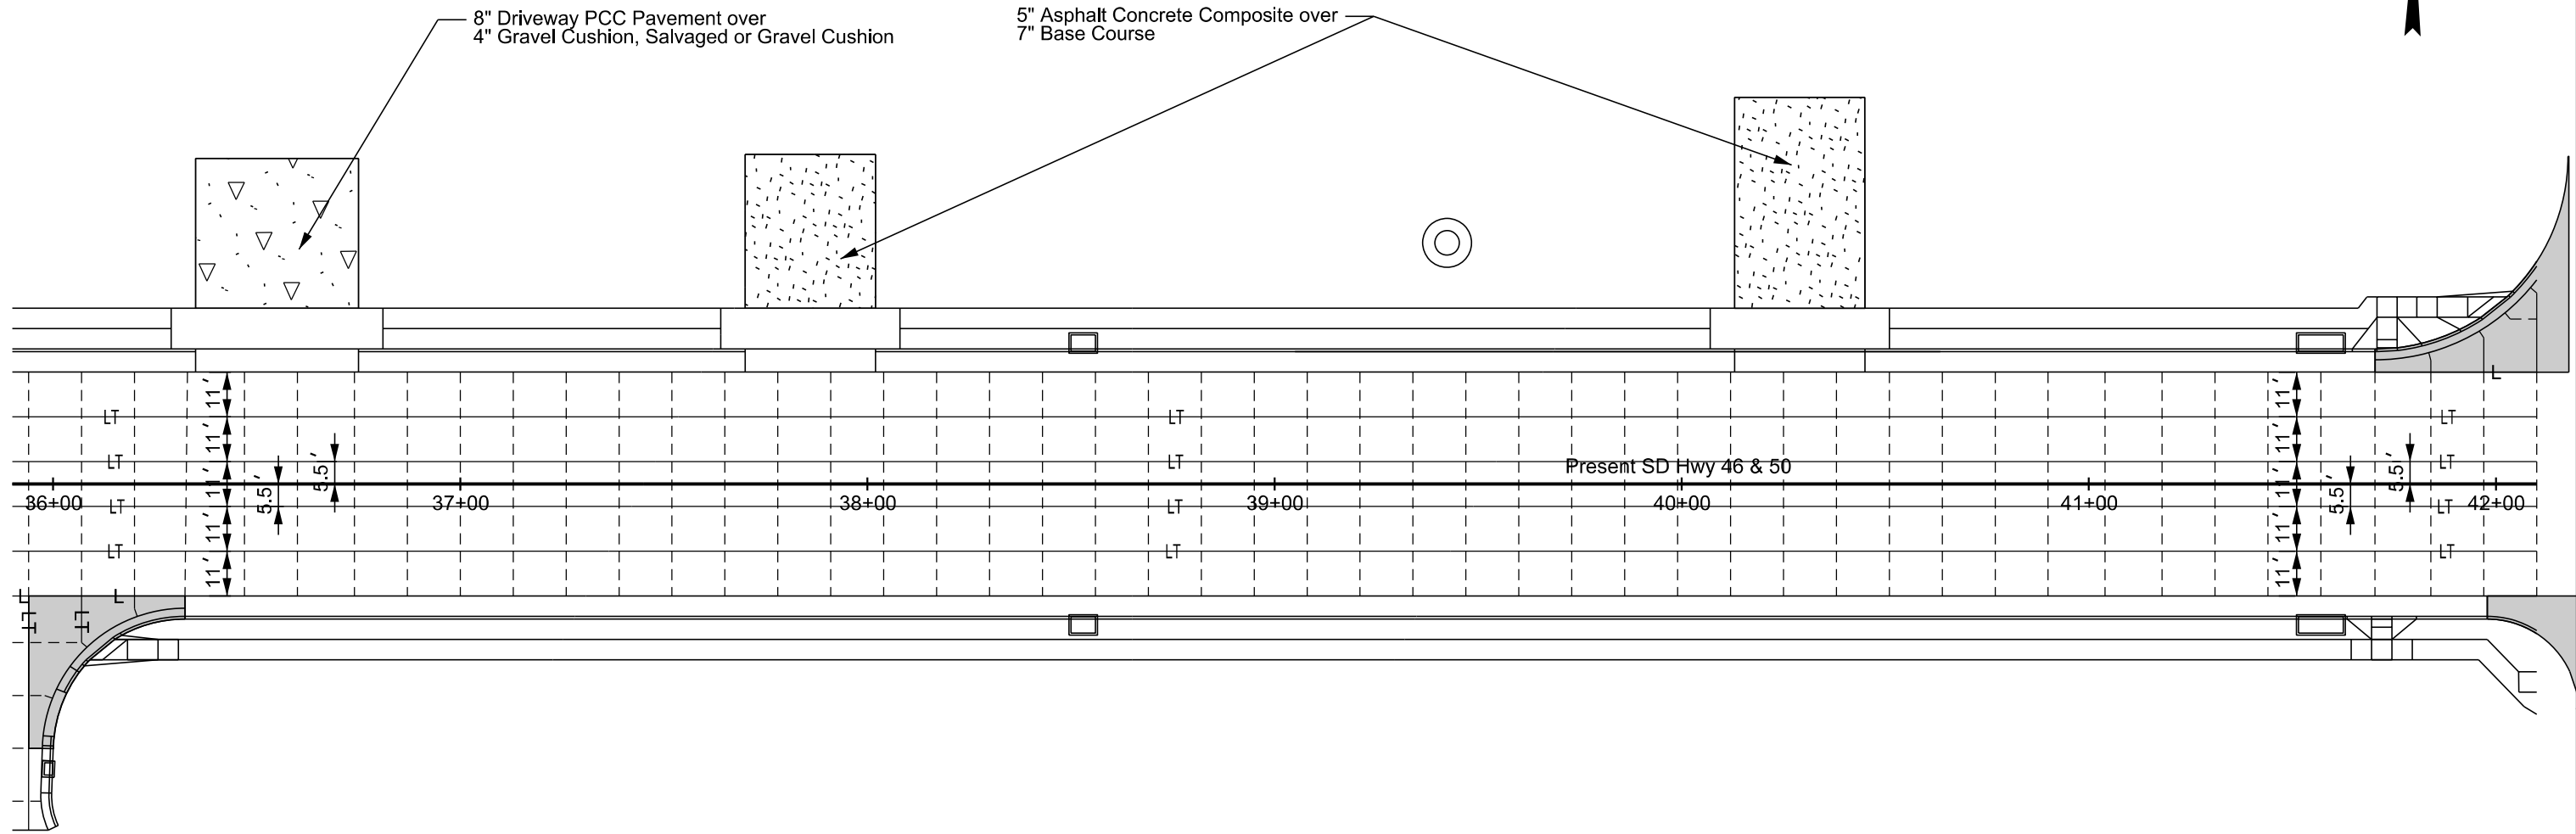 8" Driveway PCC Pavement over
4" Gravel Cushion, Salvaged or Gravel Cushion
5" Asphalt Concrete Composite over
7" Base Course
L
11'
11'
LT
LT
LT
LT
11'
11'
LT
LT
LT
Present SD Hwy 46 & 50
11'
5.5'
5.5'
11'
5.5'
5.5'
36+00
37+00
38+00
39+00
40+00
41+00
42+00
LT
LT
LT
11'
11'
LT
LT
LT
11'
11'
L
L
LT
LT